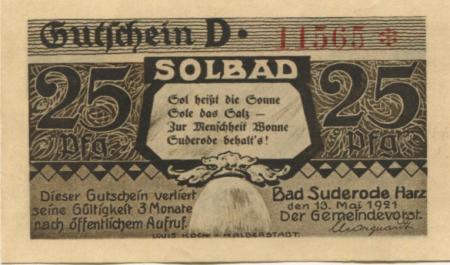 Gutschein D. 11565 *
SOLBAD
25 Pfg.
Sol heißt die Sonne
Sole das Salz –
Zur Menschheit Wonne
Suderode behalt's!
25 Pfg.
Dieser Gutschein verliert
seine Gültigkeit 3 Monate
nach öffentlichem Aufruf.
Bad Suderode Harz
den 13. Mai 1921
Der Gemeindevorst.
LOUIS KOCH – HALBERSTADT.